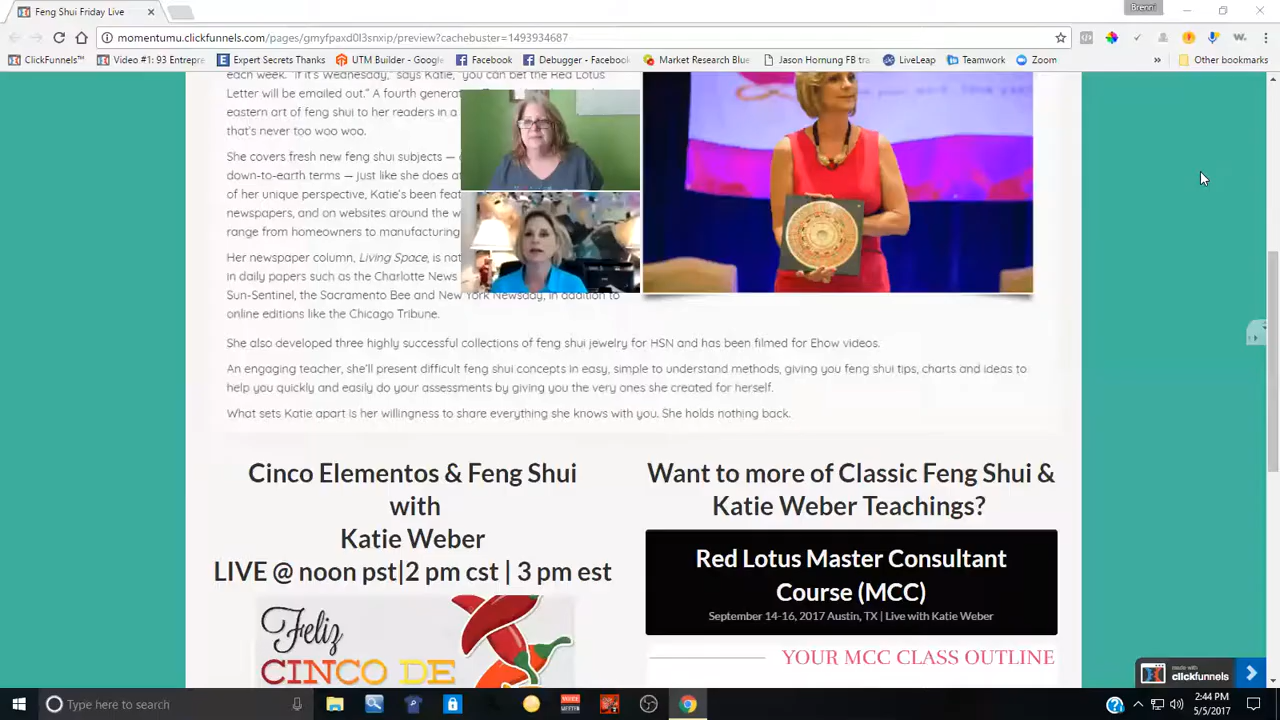 Feng Shui Friday Live
momentumu.clickfunnels.com/pages/gmyfpaxd0l3snxip/preview?cachebuster=1493934687
ClickFunnels™
Video #1: 93 Entrepre
Expert Secrets Thanks
UTM Builder - Google
Facebook
Debugger - Facebook
Market Research Blue
Jason Hornung FB tra
LiveLeap
Teamwork
Zoom
»
Other bookmarks
each week. "If it's Wednesday," says Katie, "you can bet the Red Lotus
Letter will be emailed out." A fourth
eastern art of feng shui to her readers in a
that's never too woo woo.
She covers fresh new feng shui subjects —
down-to-earth terms — just like she does
of her unique perspective, Katie's been
newspapers, and on websites around the
range from homeowners to manufacturing
Her newspaper column, Living Space, is
in daily papers such as the Charlotte News
Sun-Sentinel, the Sacramento Bee and New York Newsday, in addition to
online editions like the Chicago Tribune.
She also developed three highly successful collections of feng shui jewelry for HSN and has been filmed for Ehow videos.
An engaging teacher, she'll present difficult feng shui concepts in easy, simple to understand methods, giving you feng shui tips, charts and ideas to
help you quickly and easily do your assessments by giving you the very ones she created for herself.
What sets Katie apart is her willingness to share everything she knows with you. She holds nothing back.
Cinco Elementos & Feng Shui
with
Katie Weber
LIVE @ noon pst|2 pm cst | 3 pm est
Feliz
CINCO DE
Want to more of Classic Feng Shui &
Katie Weber Teachings?
Red Lotus Master Consultant
Course (MCC)
September 14-16, 2017 Austin, TX | Live with Katie Weber
YOUR MCC CLASS OUTLINE
made with
clickfunnels
Type here to search
2:44 PM
5/5/2017